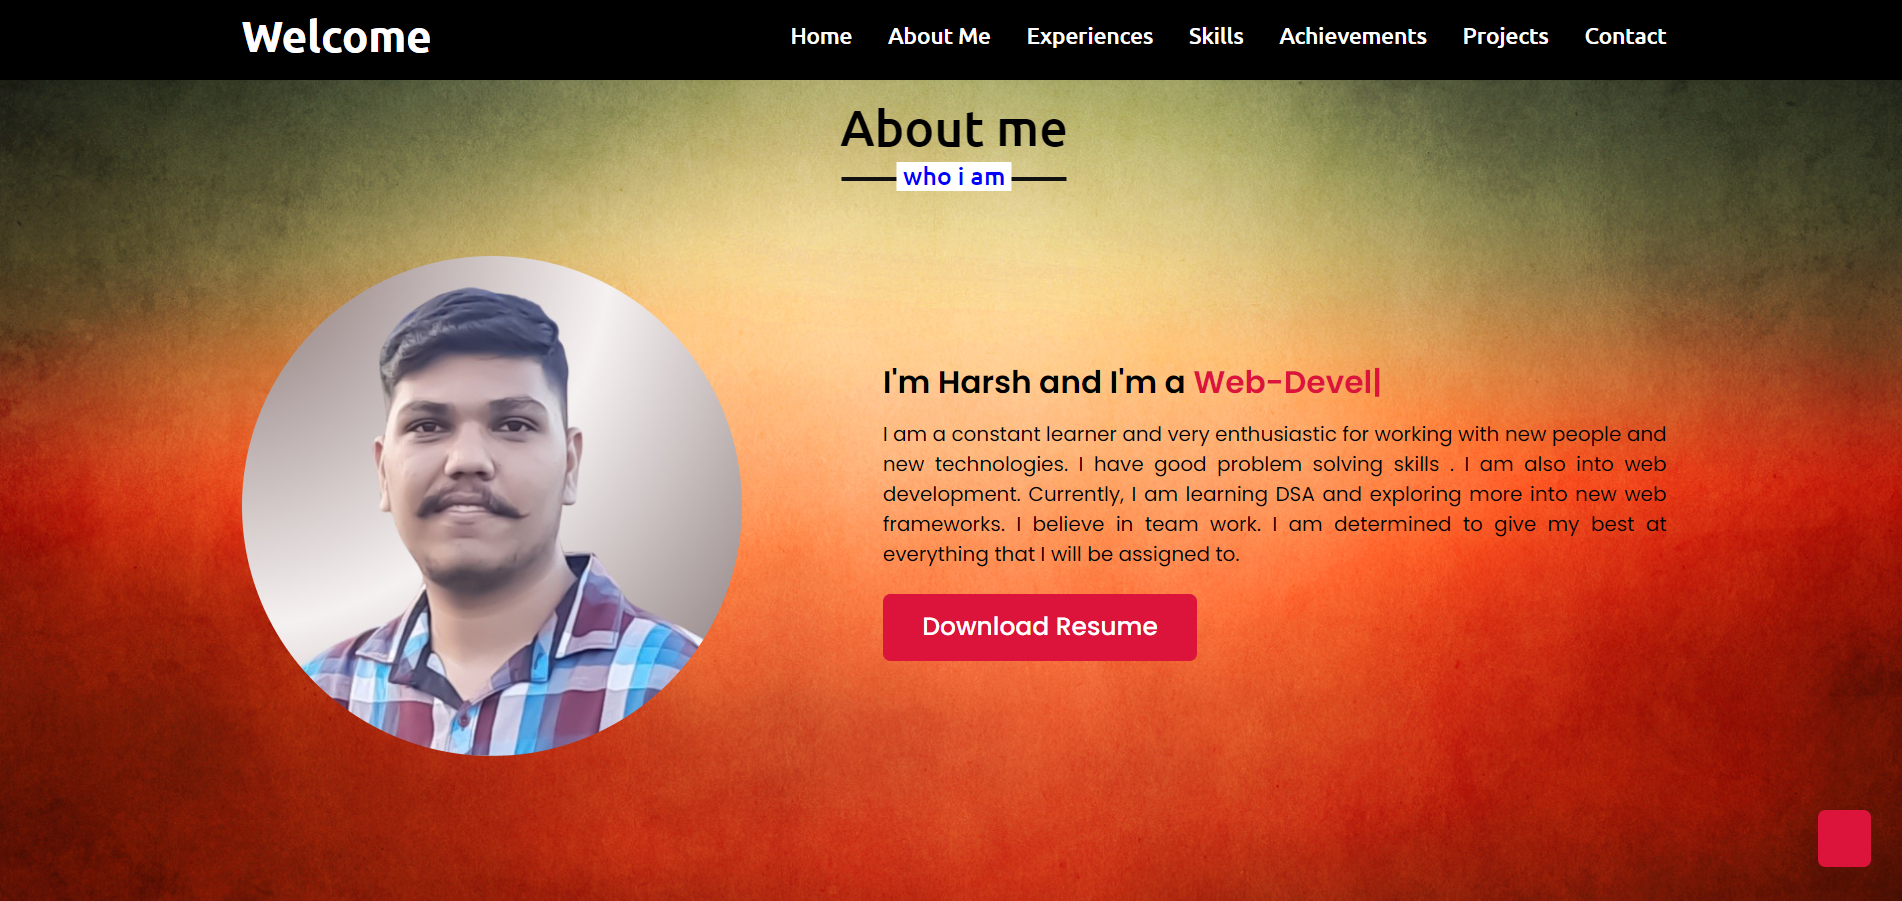 Welcome
Home About Me Experiences Skills Achievements Projects Contact
About me
who i am
I'm Harsh and I'm a Web-Devel|
I am a constant learner and very enthusiastic for working with new people and
new technologies. I have good problem solving skills . I am also into web
development. Currently, I am learning DSA and exploring more into new web
frameworks. I believe in team work. I am determined to give my best at
everything that I will be assigned to.
Download Resume